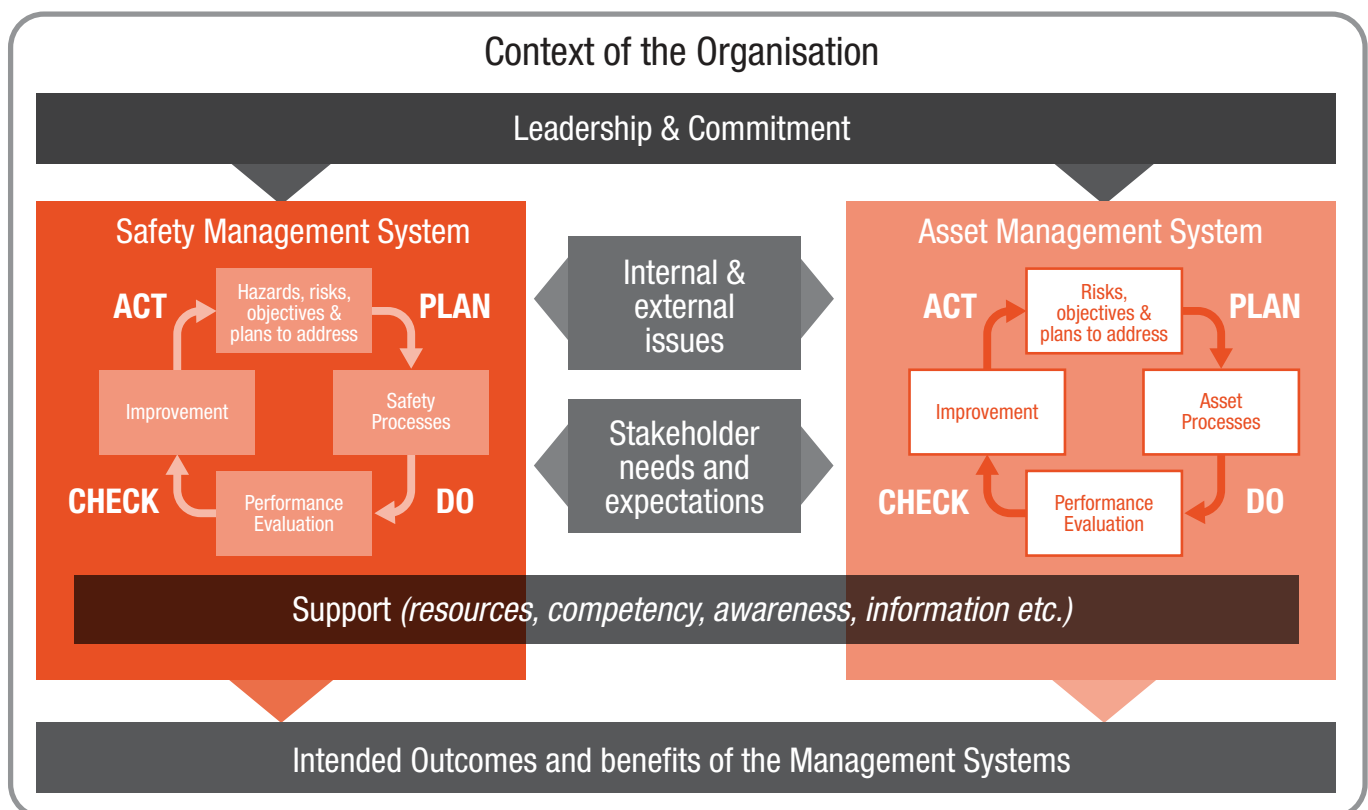 Context of the Organisation
Leadership & Commitment
Safety Management System
ACT
Hazards, risks,
objectives &
plans to address
PLAN
Improvement
Safety
Processes
CHECK
Performance
Evaluation
DO
Internal &
external
issues
Stakeholder
needs and
expectations
Asset Management System
ACT
Risks,
objectives &
plans to address
PLAN
Improvement
Asset
Processes
CHECK
Performance
Evaluation
DO
Support (resources, competency, awareness, information etc.)
Intended Outcomes and benefits of the Management Systems